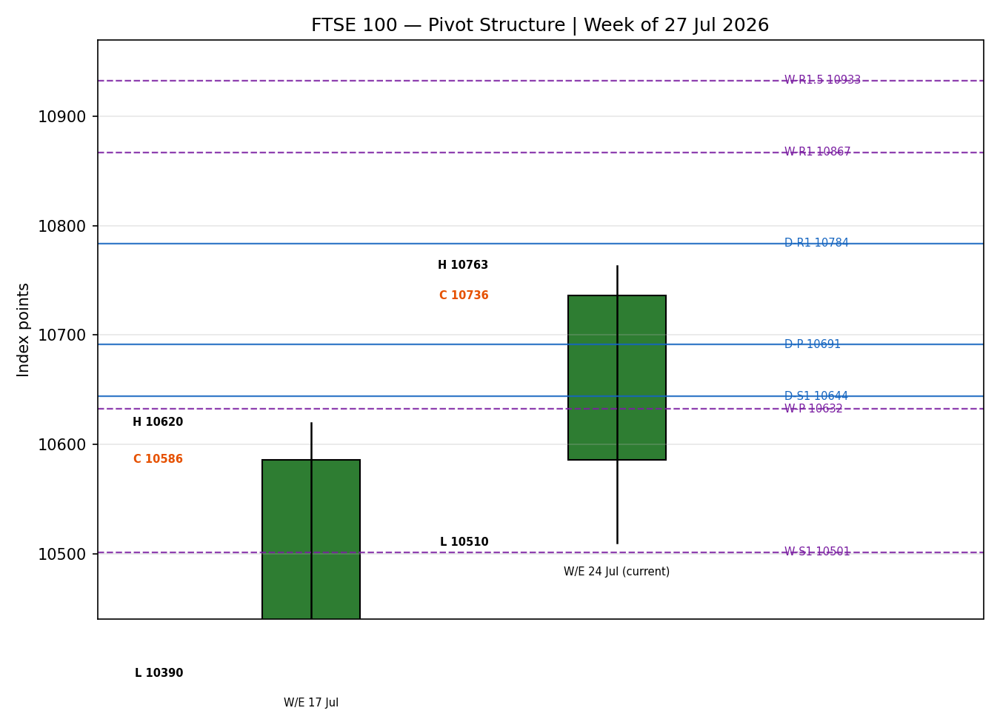 FTSE 100 — Pivot Structure | Week of 27 Jul 2026
W-R1.5 10933
10900
W-R1 10867
10800
D-R1 10784
H 10763
C 10736
10700
D-P 10691
Index points
D-S1 10644
W-P 10632
H 10620
10600
C 10586
L 10510
10500
W-S1 10501
W/E 24 Jul (current)
L 10390
W/E 17 Jul